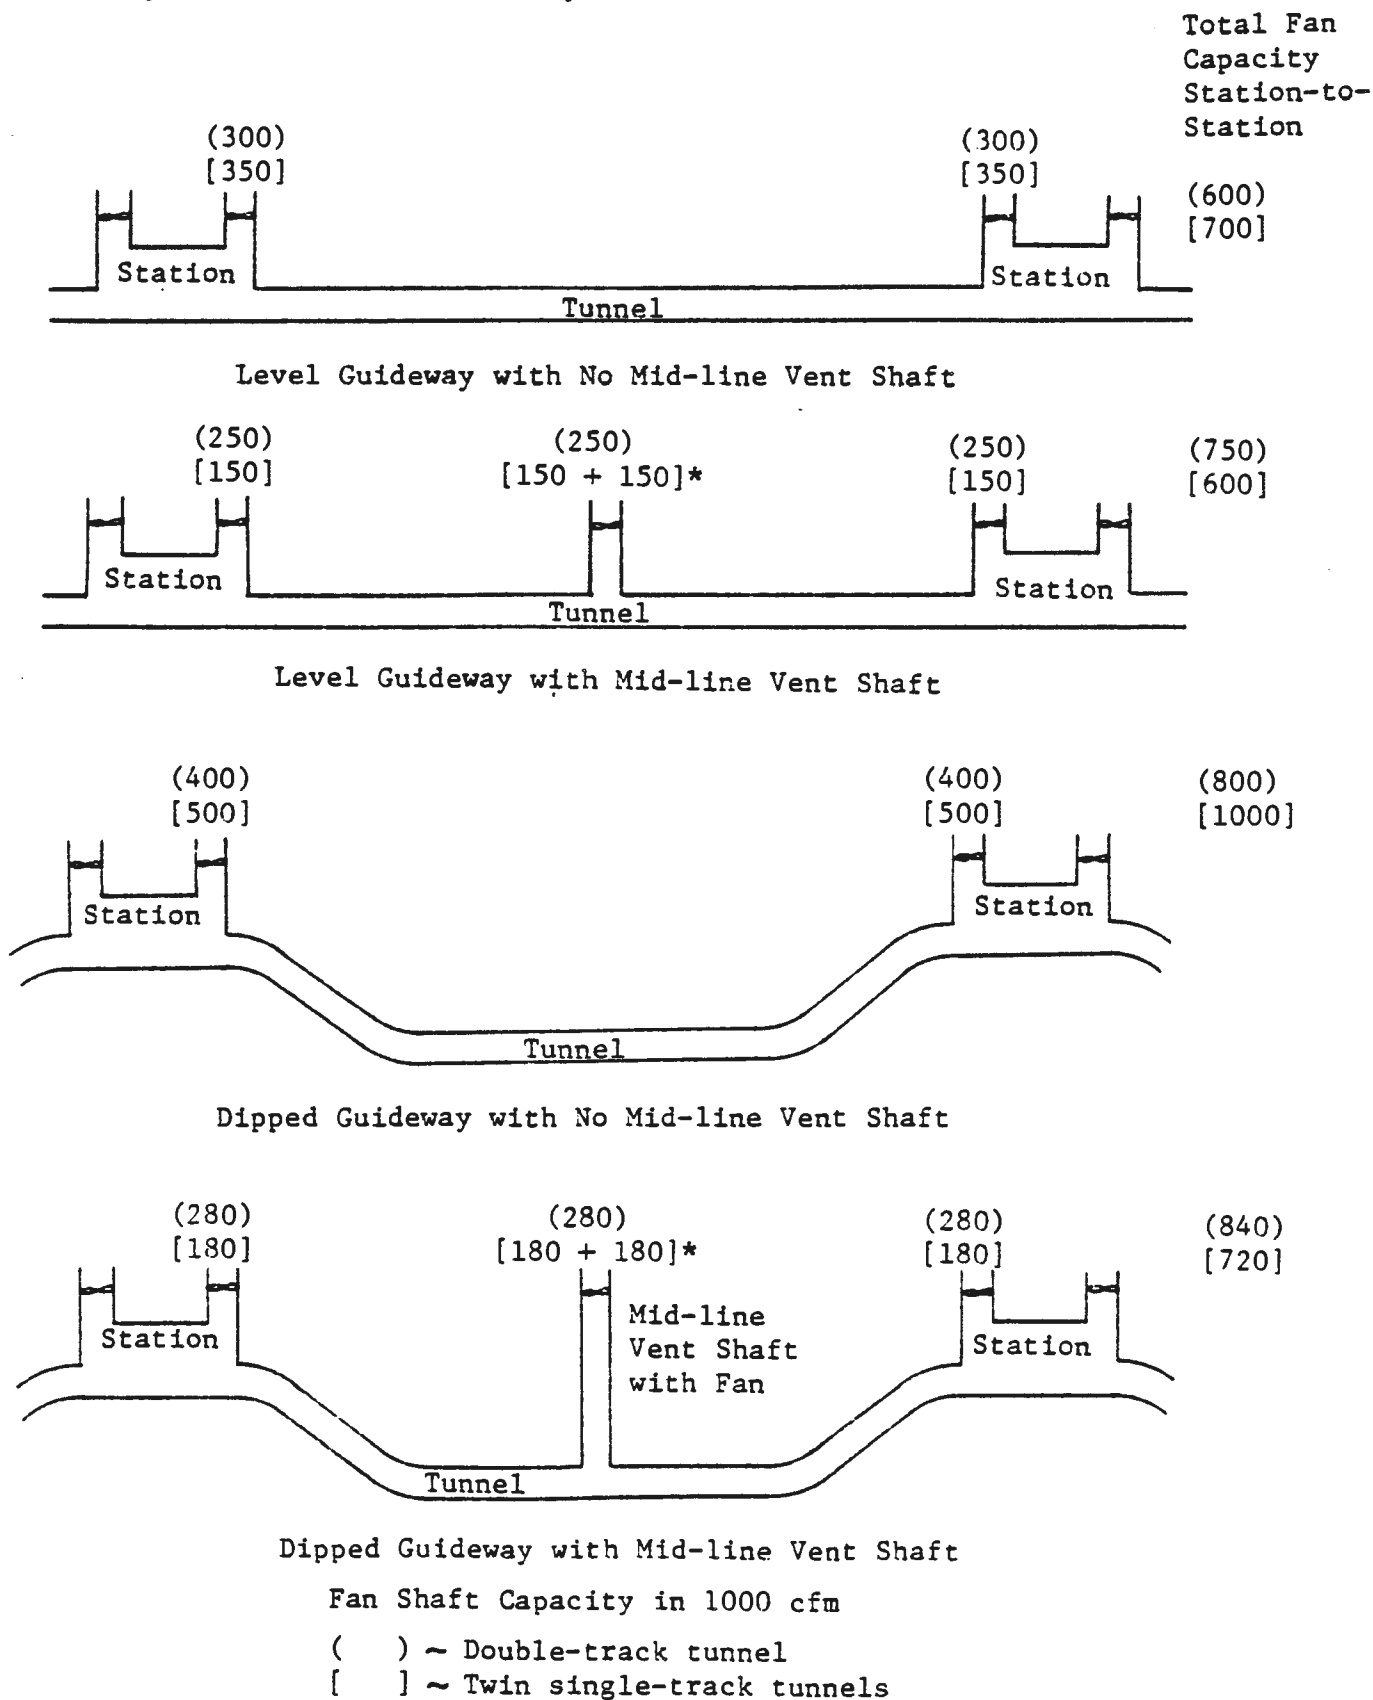 Total Fan
Capacity
Station-to-
Station
(300)
[350]
(300)
[350]
(600)
[700]
Station
Station
Tunnel
Level Guideway with No Mid-line Vent Shaft
(250)
[150]
(250)
[150 + 150]*
(250)
[150]
(750)
[600]
Station
Station
Tunnel
Level Guideway with Mid-line Vent Shaft
(400)
[500]
(400)
[500]
(800)
[1000]
Station
Station
Tunnel
Dipped Guideway with No Mid-line Vent Shaft
(280)
[180]
(280)
[180 + 180]*
(280)
[180]
(840)
[720]
Station
Mid-line
Vent Shaft
with Fan
Station
Tunnel
Dipped Guideway with Mid-line Vent Shaft
Fan Shaft Capacity in 1000 cfm
( ) ~ Double-track tunnel
[ ] ~ Twin single-track tunnels